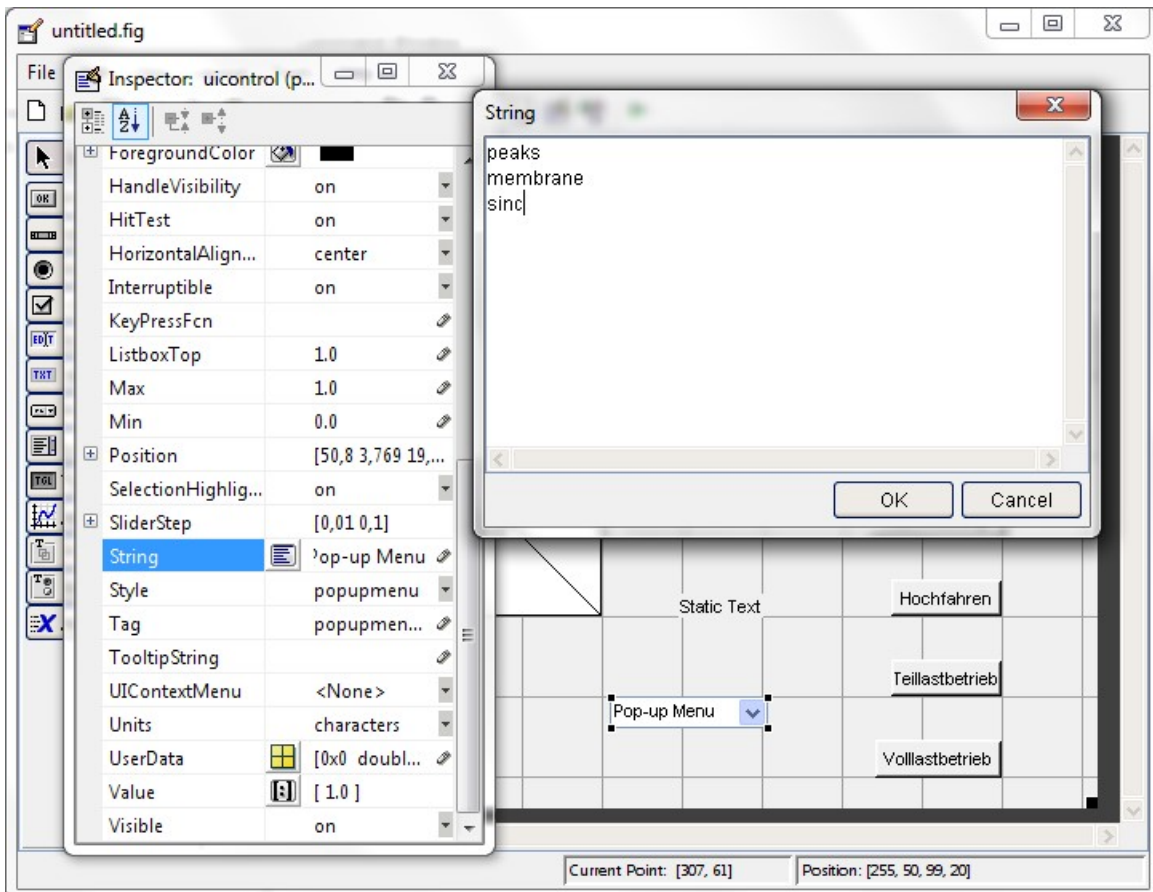 untitled.fig
File
Inspector: uicontrol (p...
ForegroundColor
HandleVisibility on
HitTest on
HorizontalAlign... center
Interruptible on
KeyPressFcn
ListboxTop 1.0
Max 1.0
Min 0.0
Position [50,8 3,769 19,...
SelectionHighlig... on
SliderStep [0,01 0,1]
String Pop-up Menu
Style popupmenu
Tag popupmen...
TooltipString
UIContextMenu <None>
Units characters
UserData [0x0 doubl...
Value [ 1.0 ]
Visible on
String
peaks
membrane
sinc
OK Cancel
OK
EDIT
TXT
TGL
Static Text
Hochfahren
Teillastbetrieb
Pop-up Menu
Volllastbetrieb
Current Point: [307, 61] Position: [255, 50, 99, 20]